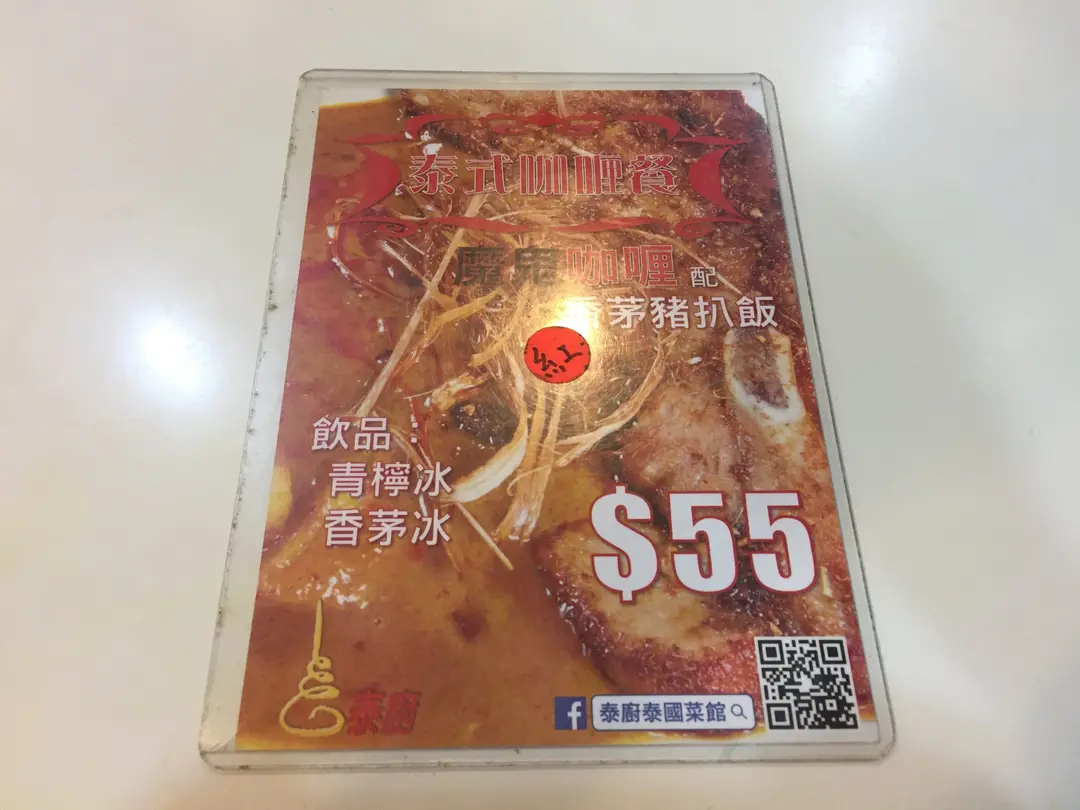 泰式咖喱餐
魔鬼咖喱 配
香茅豬扒飯
飲品：
青檸冰
香茅冰
$55
泰廚
f 泰廚泰國菜館